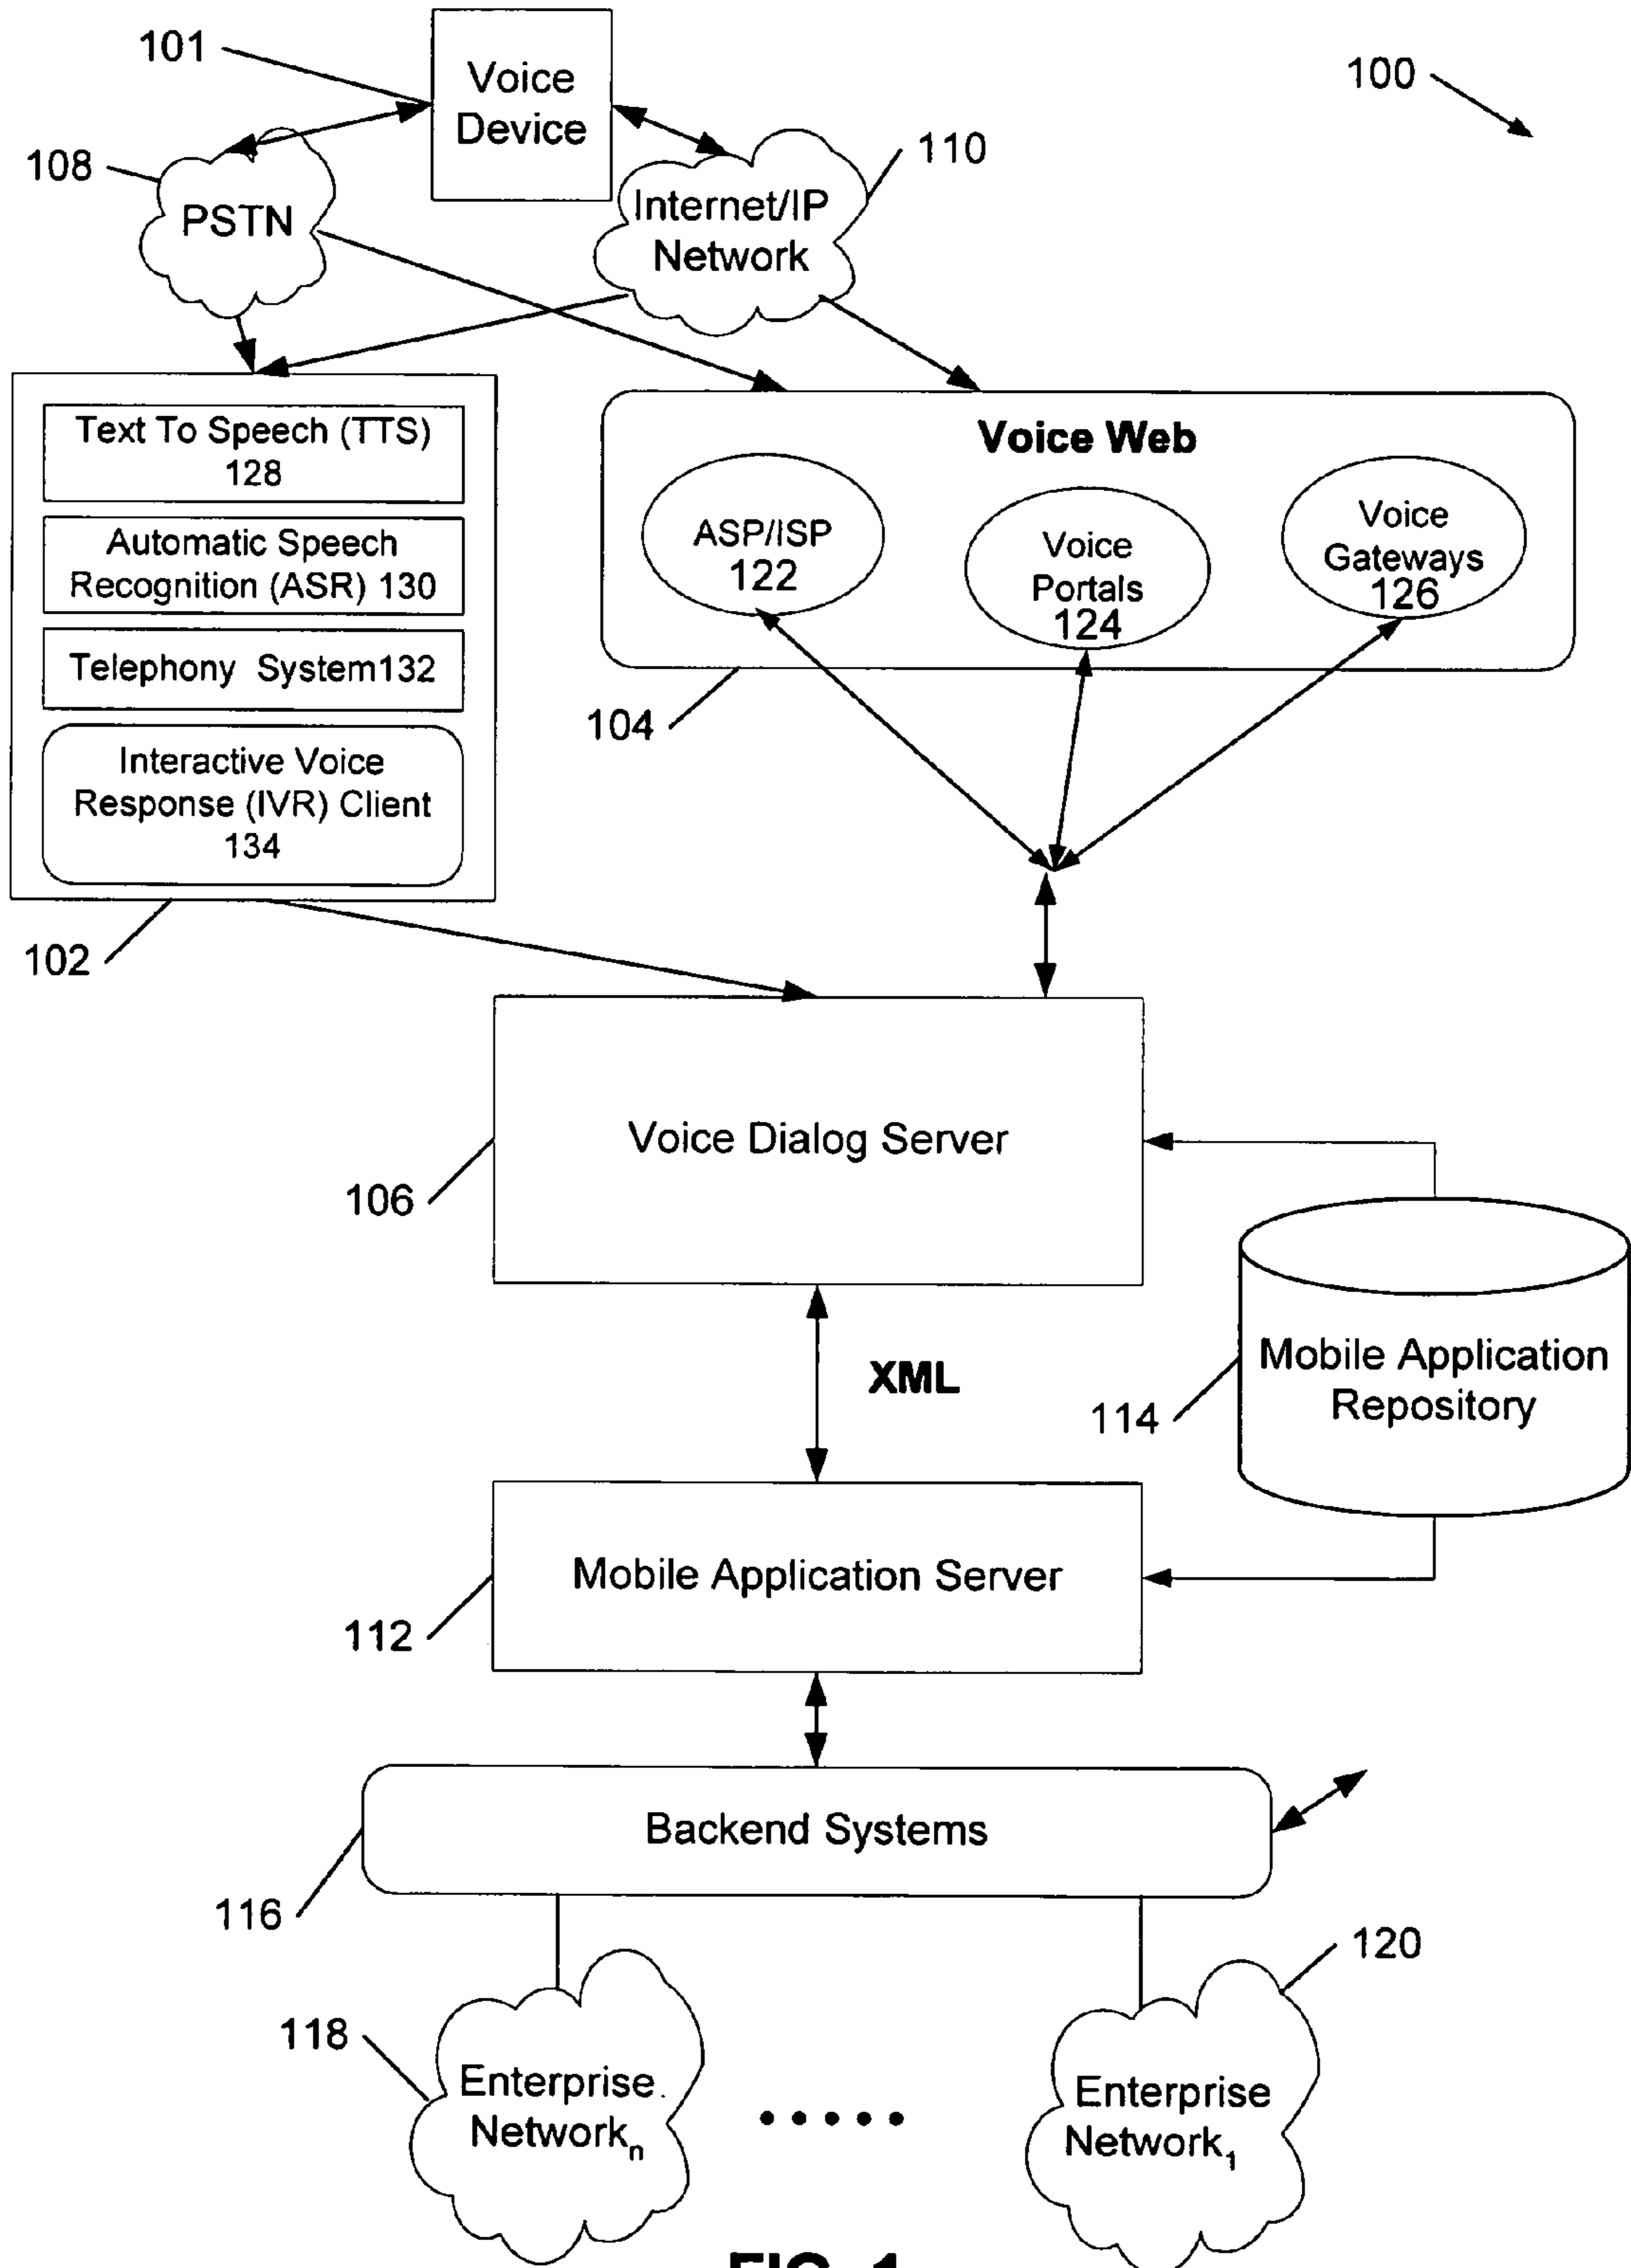 101
Voice
Device
100
108
PSTN
110
Internet/IP
Network
Text To Speech (TTS)
128
Automatic Speech
Recognition (ASR) 130
Telephony System132
Interactive Voice
Response (IVR) Client
134
102
Voice Web
ASP/ISP
122
Voice
Portals
124
Voice
Gateways
126
104
Voice Dialog Server
106
XML
Mobile Application
Repository
114
Mobile Application Server
112
Backend Systems
116
118
Enterprise
Networkn
120
Enterprise
Network1
FIG. 1